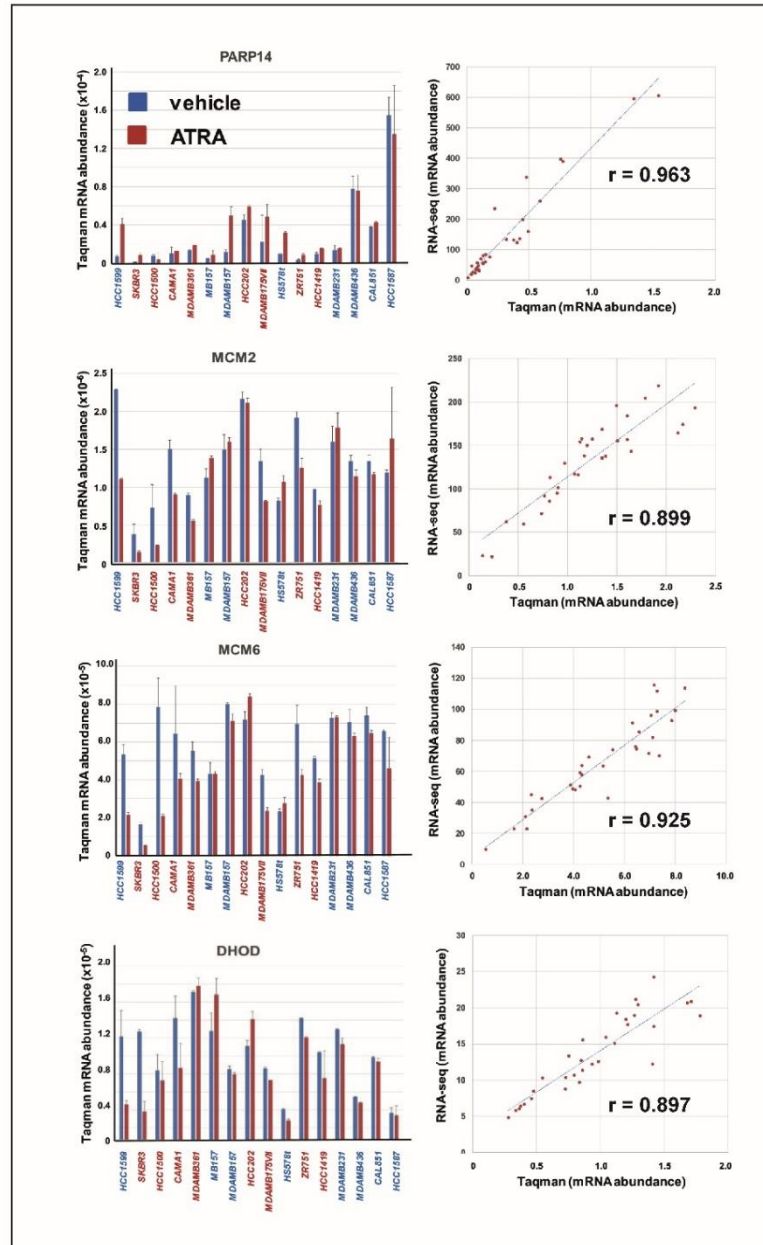 PARP14
Taqman mRNA abundance (x10-4)
2.0
1.6
1.2
0.8
0.4
0
vehicle
ATRA
HCC1599
SKBR3
HCC1500
CAMA1
MDAMB361
MB157
MDAMB157
HCC202
MDAMB175VII
HS578t
ZR751
HCC1419
MDAMB231
MDAMB436
CAL851
HCC1587
RNA-seq (mRNA abundance)
700
600
500
400
300
200
100
0
r = 0.963
0 0.5 1.0 1.5 2.0
Taqman (mRNA abundance)
MCM2
Taqman mRNA abundance (x10-6)
2.5
2.0
1.5
1.0
0.5
0
HCC1599
SKBR3
HCC1500
CAMA1
MDAMB361
MB157
MDAMB157
HCC202
MDAMB175VII
HS578t
ZR751
HCC1419
MDAMB231
MDAMB436
CAL851
HCC1587
RNA-seq (mRNA abundance)
250
200
150
100
50
0
r = 0.899
0 0.5 1.0 1.5 2.0 2.5
Taqman (mRNA abundance)
MCM6
Taqman mRNA abundance (x10-5)
10.0
8.0
6.0
4.0
2.0
0
HCC1599
SKBR3
HCC1500
CAMA1
MDAMB361
MB157
MDAMB157
HCC202
MDAMB175VII
HS578t
ZR751
HCC1419
MDAMB231
MDAMB436
CAL851
HCC1587
RNA-seq (mRNA abundance)
140
120
100
80
60
40
20
0
r = 0.925
0 2.0 4.0 6.0 8.0 10.0
Taqman (mRNA abundance)
DHOD
Taqman mRNA abundance (x10-5)
2.0
1.6
1.2
0.8
0.4
0
HCC1599
SKBR3
HCC1500
CAMA1
MDAMB361
MB157
MDAMB157
HCC202
MDAMB175VII
HS578t
ZR751
HCC1419
MDAMB231
MDAMB436
CAL851
HCC1587
RNA-seq (mRNA abundance)
30
25
20
15
10
5
0
r = 0.897
0 0.5 1.0 1.5 2.0
Taqman (mRNA abundance)